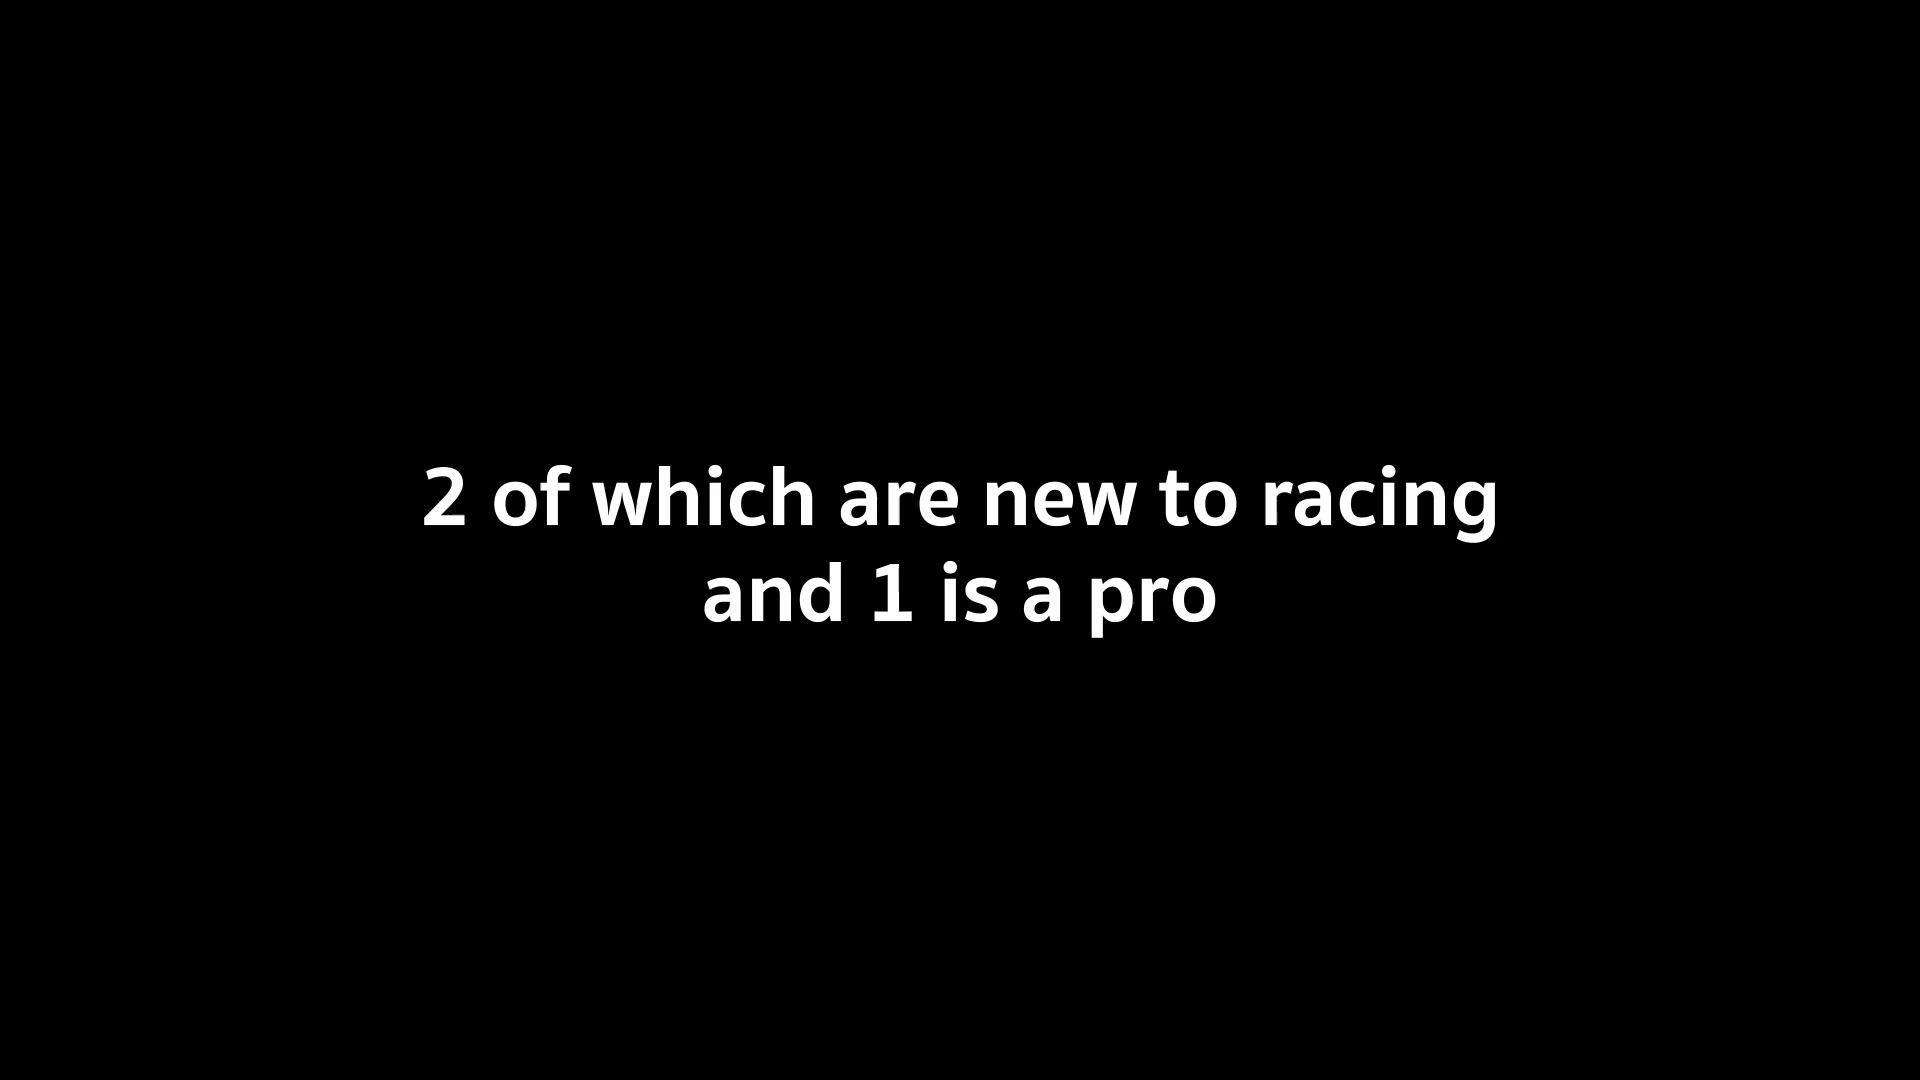 2 of which are new to racing
and 1 is a pro